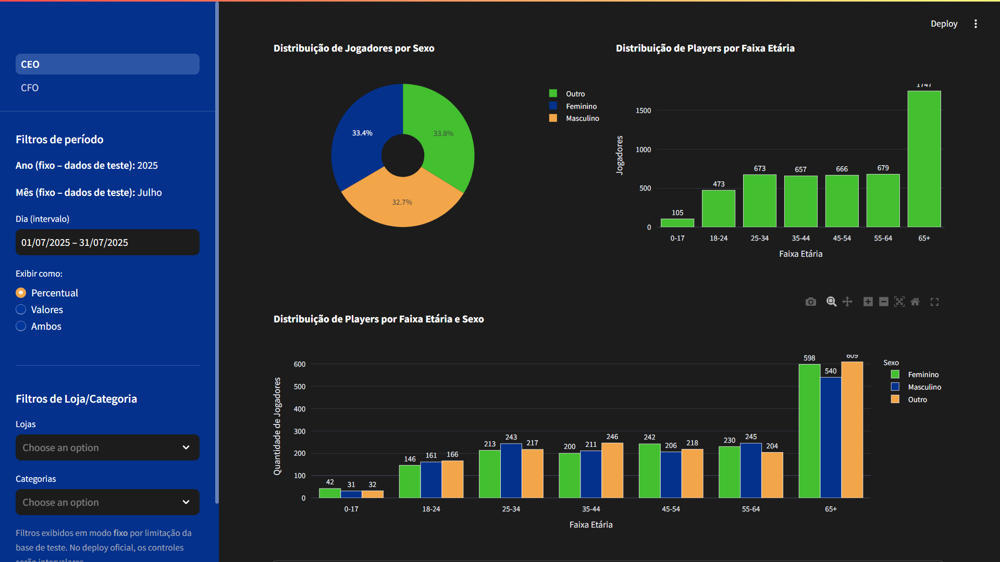 CEO
CFO
Filtros de período
Ano (fixo – dados de teste): 2025
Mês (fixo – dados de teste): Julho
Dia (intervalo)
01/07/2025 – 31/07/2025
Exibir como:
Percentual
Valores
Ambos
Filtros de Loja/Categoria
Lojas
Choose an option
Categorias
Choose an option
Filtros exibidos em modo fixo por limitação da
base de teste. No deploy oficial, os controles
serão intervalares.
Deploy
Distribuição de Jogadores por Sexo
33.4%
33.8%
32.7%
Outro
Feminino
Masculino
Distribuição de Players por Faixa Etária
Jogadores
1500
1000
500
0
105
473
673
657
666
679
1747
0-17
18-24
25-34
35-44
45-54
55-64
65+
Faixa Etária
Distribuição de Players por Faixa Etária e Sexo
Quantidade de Jogadores
600
500
400
300
200
100
0
42
31
32
146
161
166
213
243
217
200
211
246
242
206
218
230
245
204
598
540
609
0-17
18-24
25-34
35-44
45-54
55-64
65+
Faixa Etária
Sexo
Feminino
Masculino
Outro